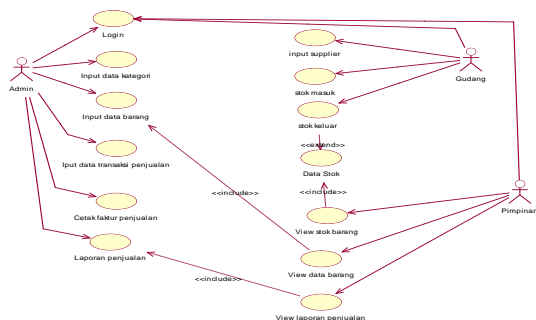 Login
input supplier
Gudang
Admin
Input data kategori
stok masuk
Input data barang
stok keluar
<<extend>>
Iput data transaksi penjualan
Data Stok
<<include>>
<<include>>
Pimpinan
Cetak faktur penjualan
View stok barang
Laporan penjualan
View data barang
<<include>>
View laporan penjualan